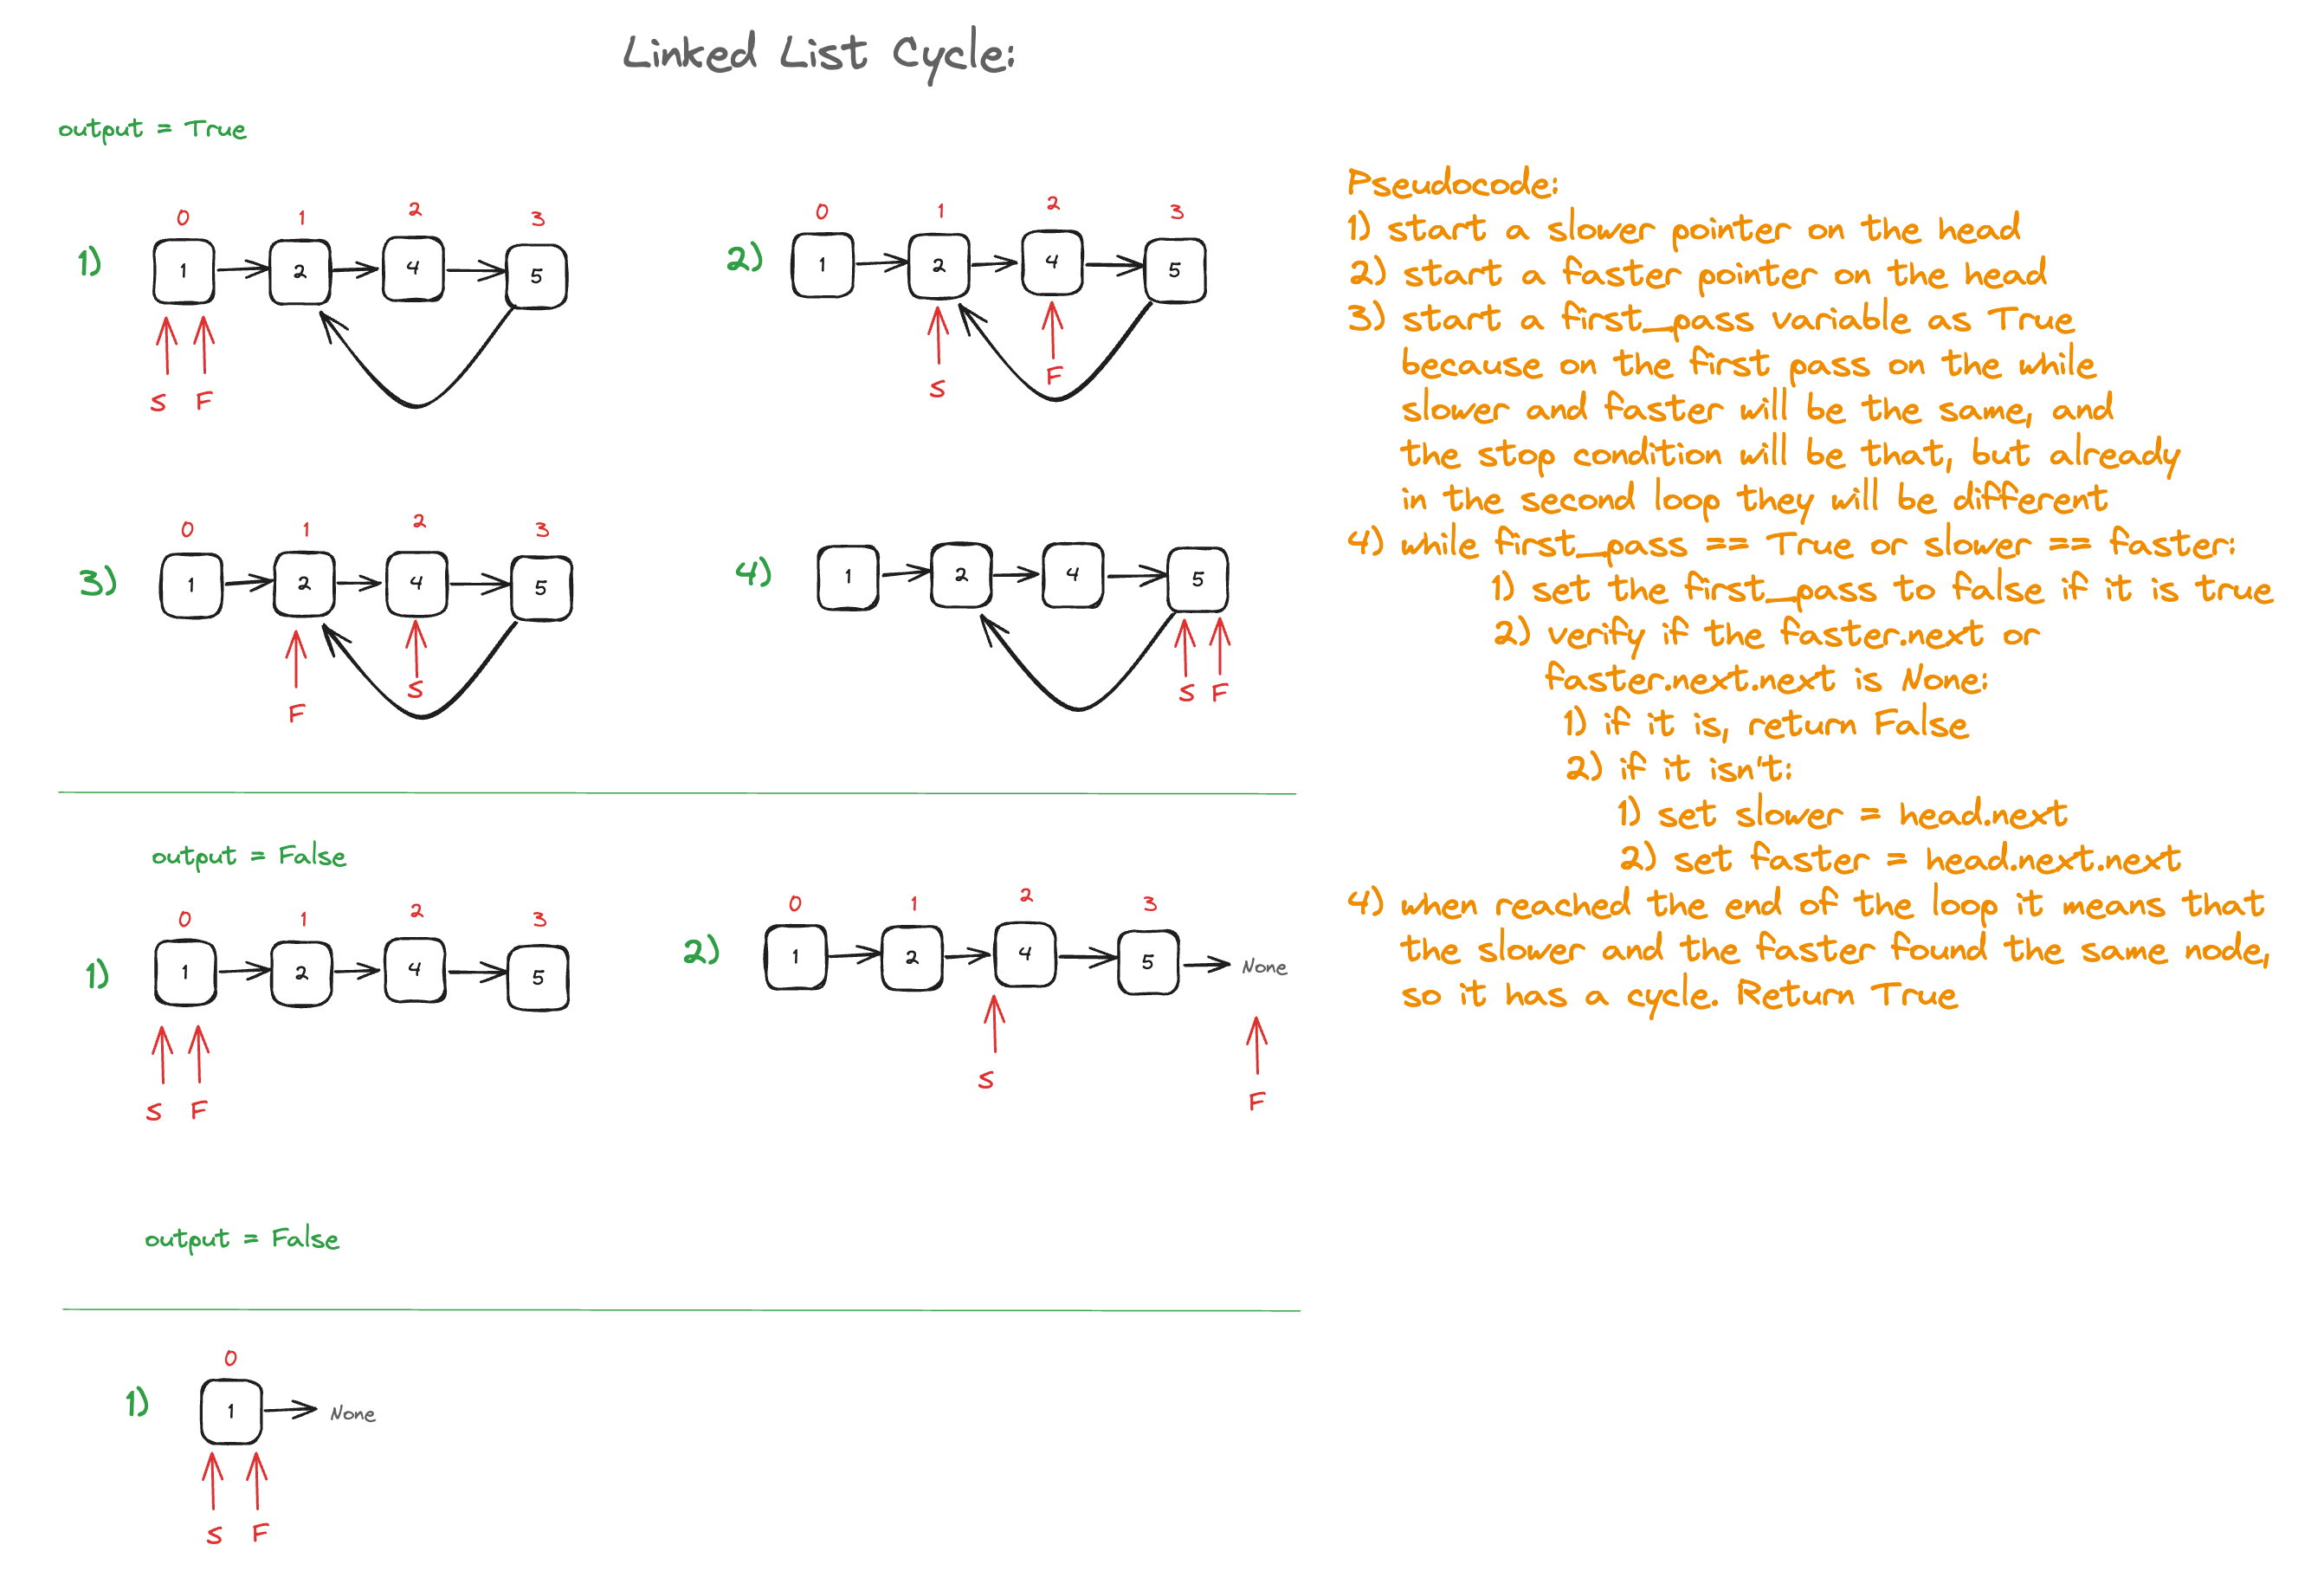 Linked List Cycle:
output = True
0 1 2 3
1) 1 2 4 5
S F
0 1 2 3
2) 1 2 4 5
S F
0 1 2 3
3) 1 2 4 5
F S
4) 1 2 4 5
S F
output = False
0 1 2 3
1) 1 2 4 5
S F
0 1 2 3
2) 1 2 4 5 None
S F
output = False
0
1) 1 None
S F
Pseudocode:
1) start a slower pointer on the head
2) start a faster pointer on the head
3) start a first_pass variable as True
because on the first pass on the while
slower and faster will be the same, and
the stop condition will be that, but already
in the second loop they will be different
4) while first_pass == True or slower == faster:
1) set the first_pass to false if it is true
2) verify if the faster.next or
faster.next.next is None:
1) if it is, return False
2) if it isn't:
1) set slower = head.next
2) set faster = head.next.next
4) when reached the end of the loop it means that
the slower and the faster found the same node,
so it has a cycle. Return True